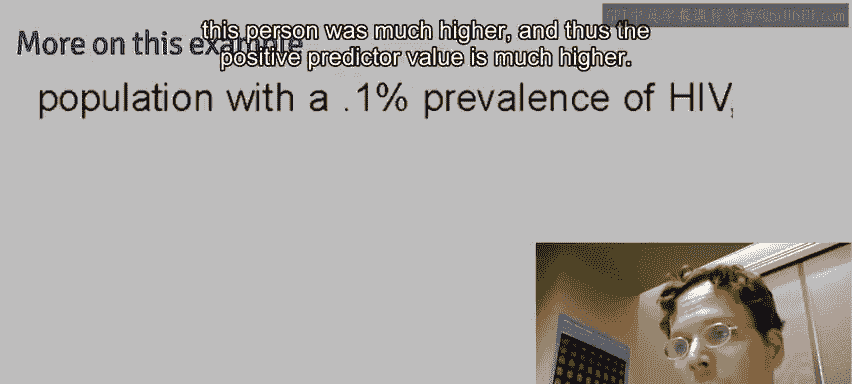 More on this example
this person was much higher, and thus the
positive predictor value is much higher.
population with a .1% prevalence of HIV,